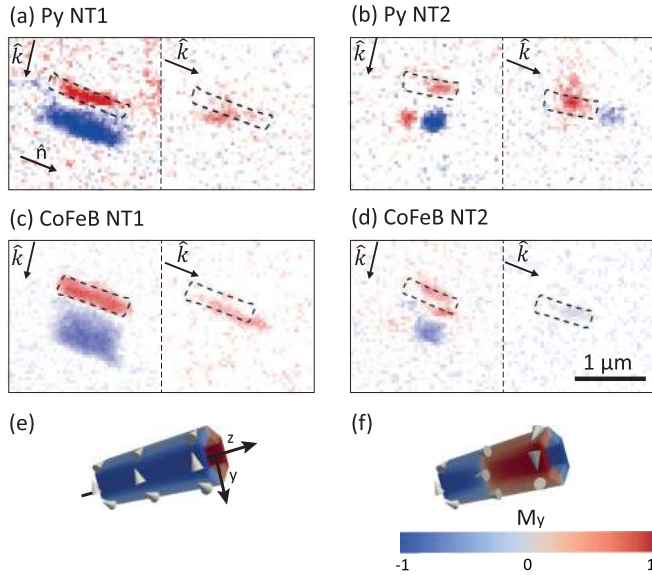 (a) Py NT1
k̂
k̂
n̂
(b) Py NT2
k̂
k̂
(c) CoFeB NT1
k̂
k̂
(d) CoFeB NT2
k̂
k̂
1 µm
(e)
z
y
(f)
My
-1 0 1